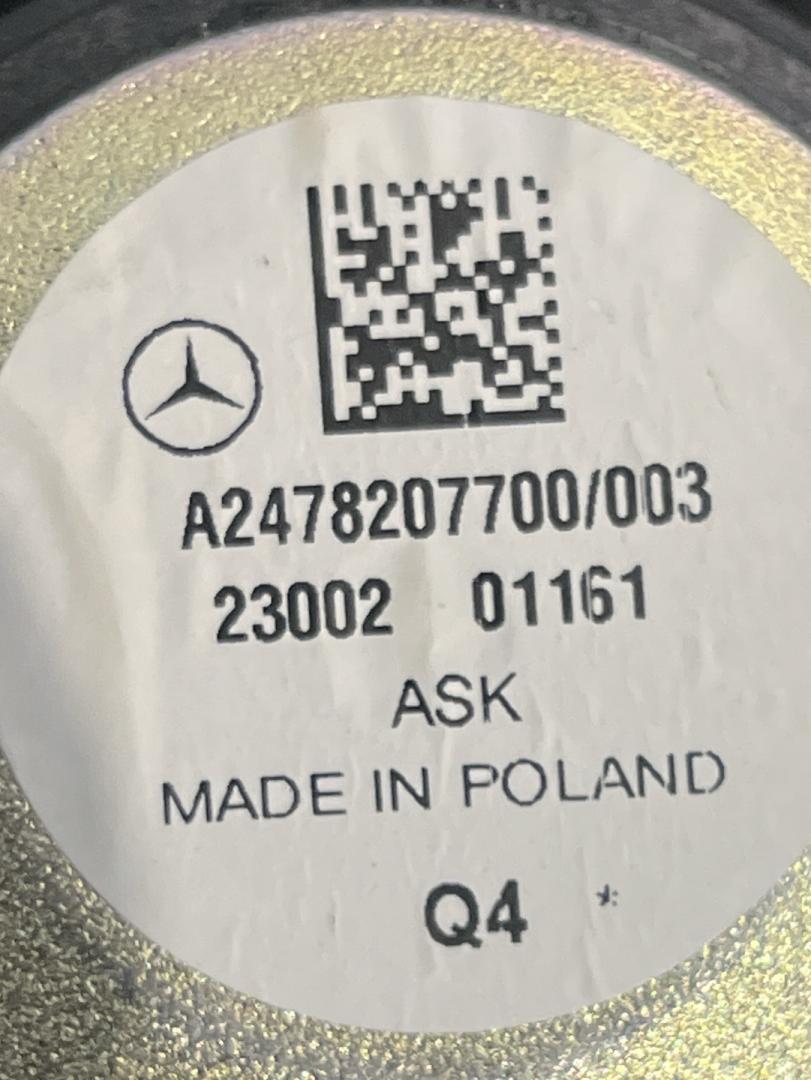 A2478207700/003
23002 01161
ASK
MADE IN POLAND
Q4